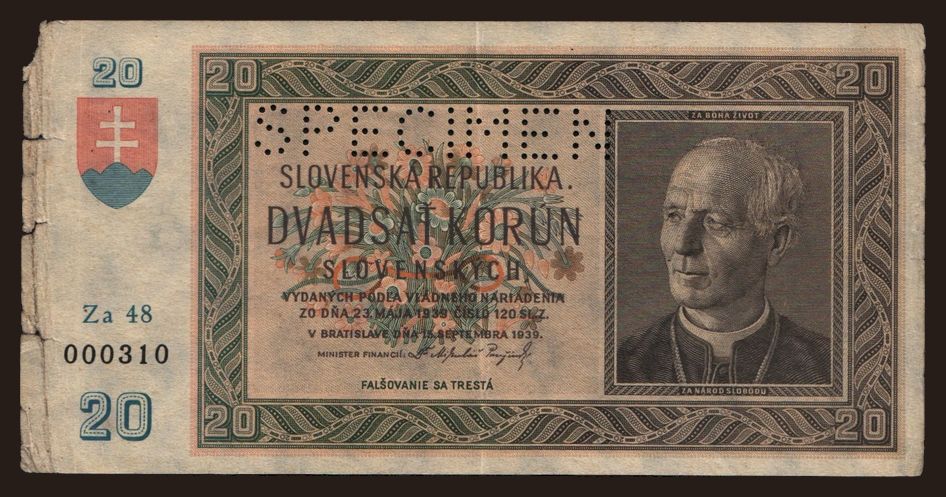 20
20
20
SPECIMEN
ZA BOHA ŽIVOT
SLOVENSKÁ REPUBLIKA.
DVADSAŤ KORÚN
SLOVENSKÝCH,
VYDANÝCH PODĽA VLÁDNEHO NARIADENIA
ZO DŇA 23. MÁJA 1939 ČÍSLO 120 SL. Z.
V BRATISLAVE DŇA 15. SEPTEMBRA 1939.
MINISTER FINANCIÍ:
FALŠOVANIE SA TRESTÁ
ZA NÁROD SLOBODU
Za 48
000310
20
20
20